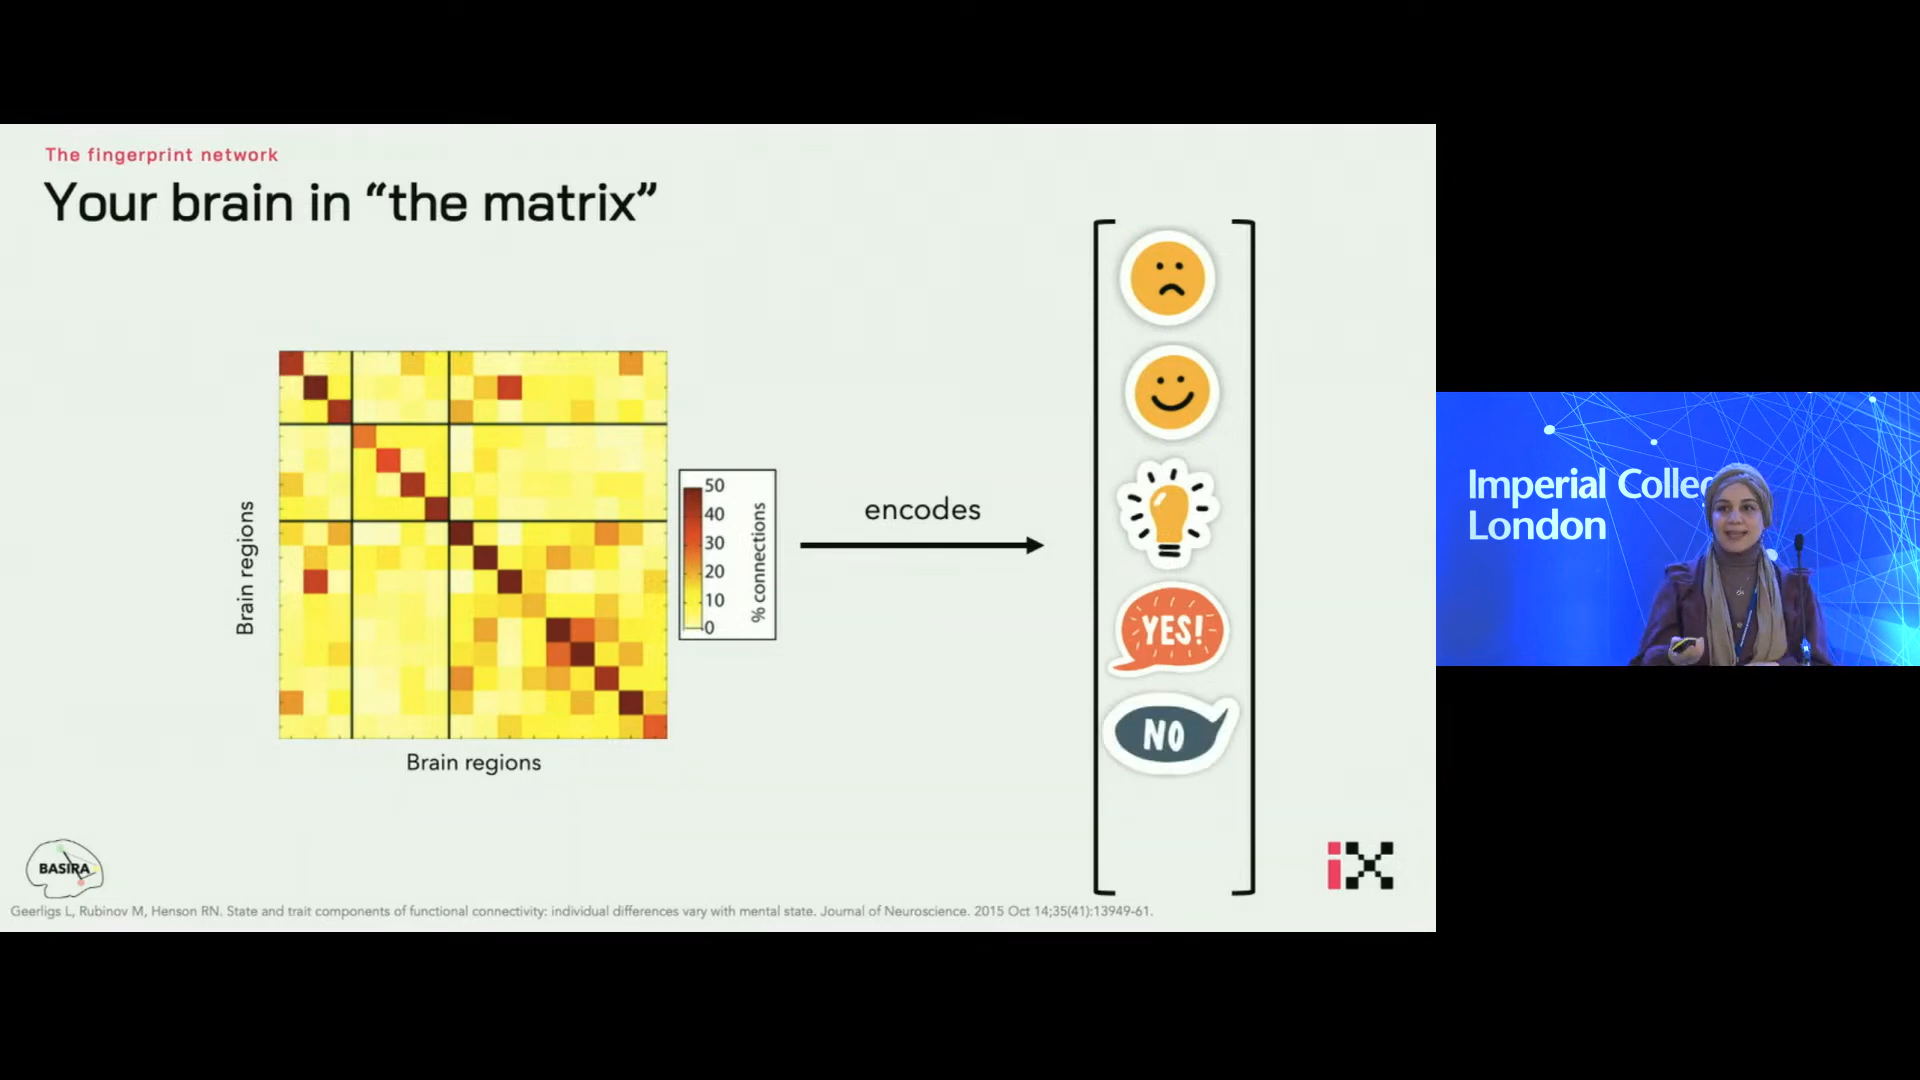 The fingerprint network
Your brain in “the matrix”
Brain regions
Brain regions
50
40
30
20
10
0
% connections
encodes
YES!
NO
BASIRA
iX
Geerligs L, Rubinov M, Henson RN. State and trait components of functional connectivity: individual differences vary with mental state. Journal of Neuroscience. 2015 Oct 14;35(41):13949-61.
Imperial Colleg
London